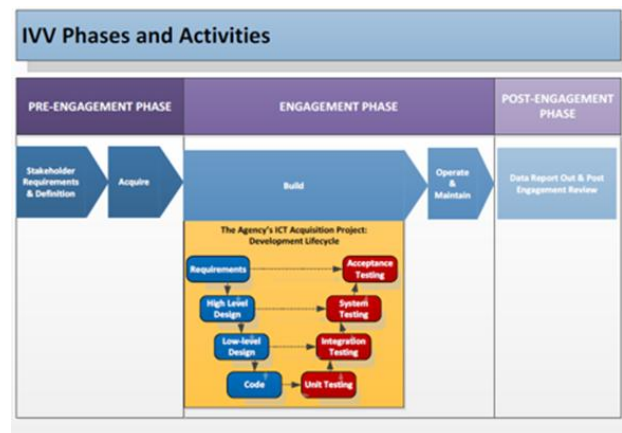 IVV Phases and Activities
PRE-ENGAGEMENT PHASE
ENGAGEMENT PHASE
POST-ENGAGEMENT
PHASE
Stakeholder
Requirements
& Definition
Acquire
Build
Operate
&
Maintain
Data Report Out & Post
Engagement Review
The Agency's ICT Acquisition Project:
Development Lifecycle
Requirements
Acceptance
Testing
High Level
Design
System
Testing
Low-level
Design
Integration
Testing
Code
Unit Testing